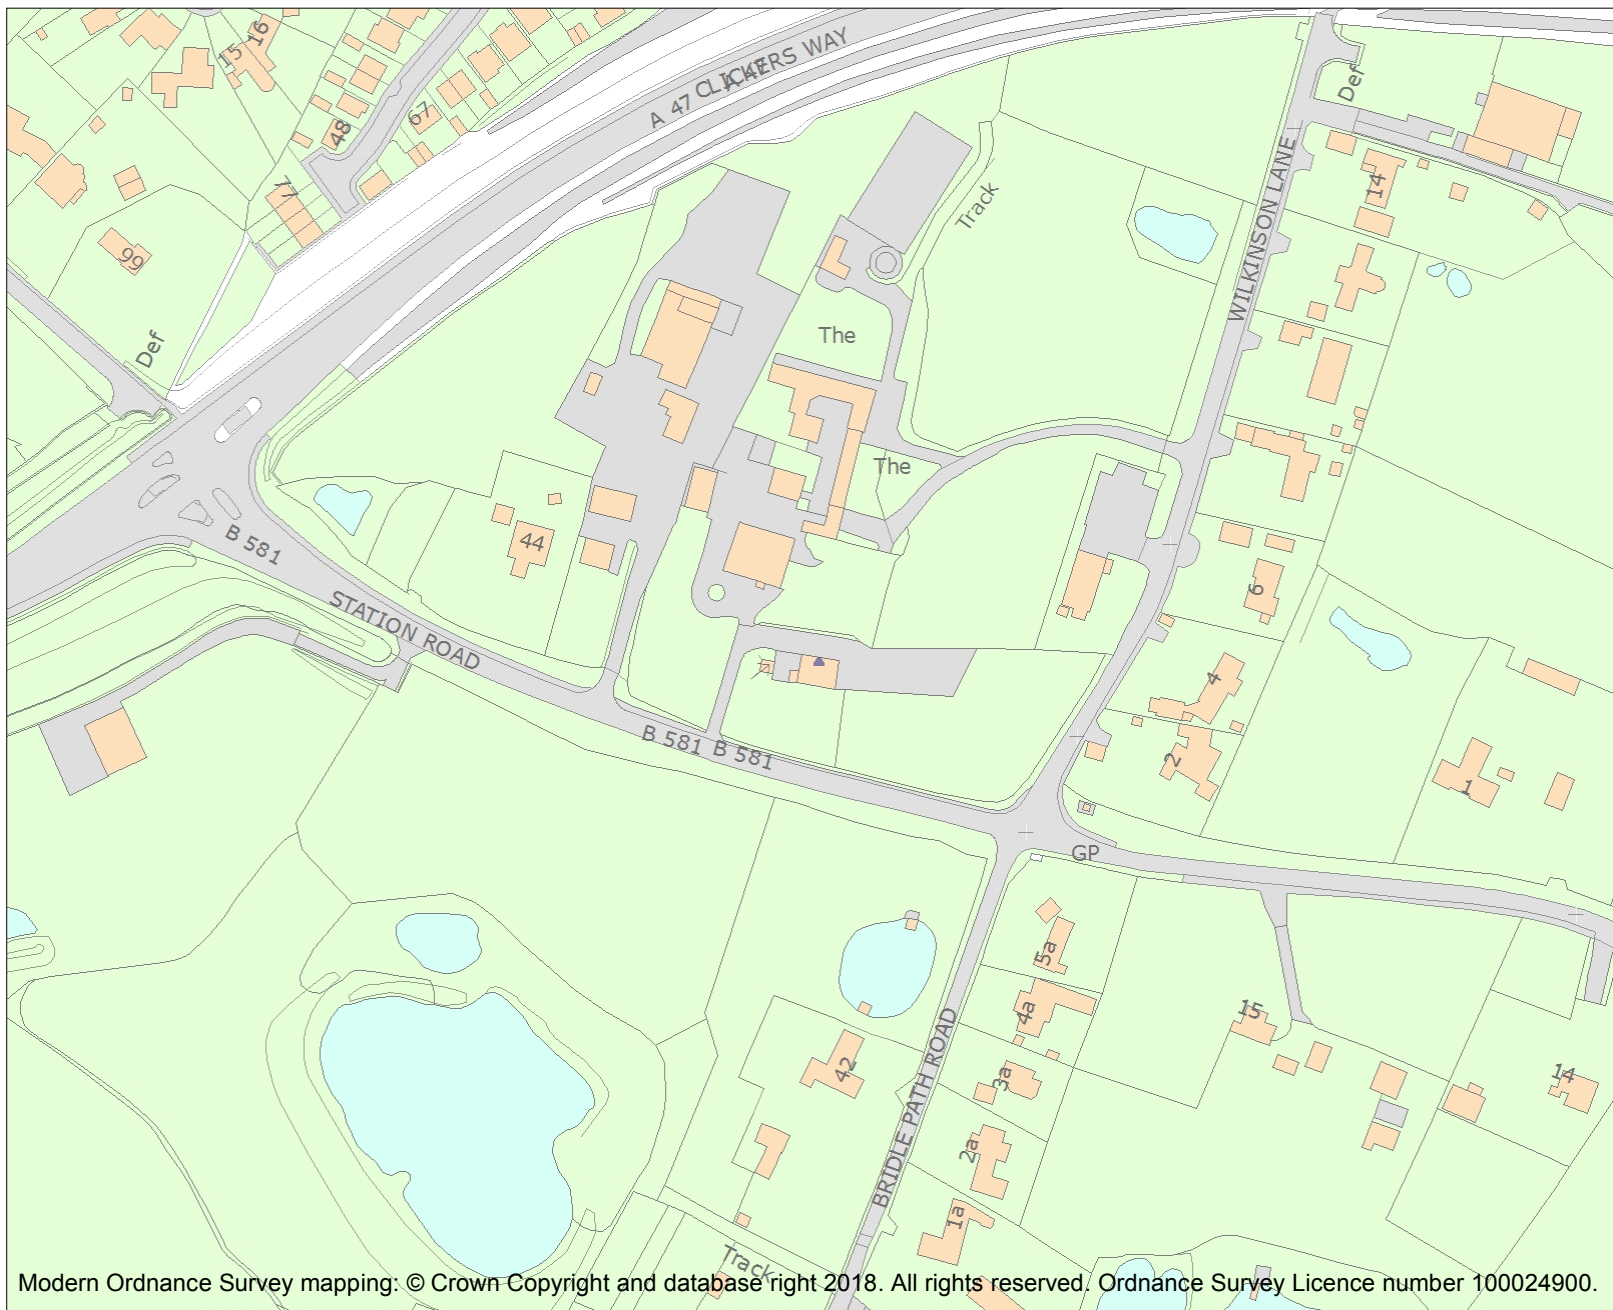 15
16
A 47 CLICKERS WAY
A 47
67
48
77
Def
99
Def
Track
WILKINSON LANE
14
The
The
B 581
44
STATION ROAD
6
4
2
1
B 581
B 581
GP
5a
4a
15
3a
42
14
BRIDLE PATH ROAD
2a
1a
Track
Modern Ordnance Survey mapping: © Crown Copyright and database right 2018. All rights reserved. Ordnance Survey Licence number 100024900.